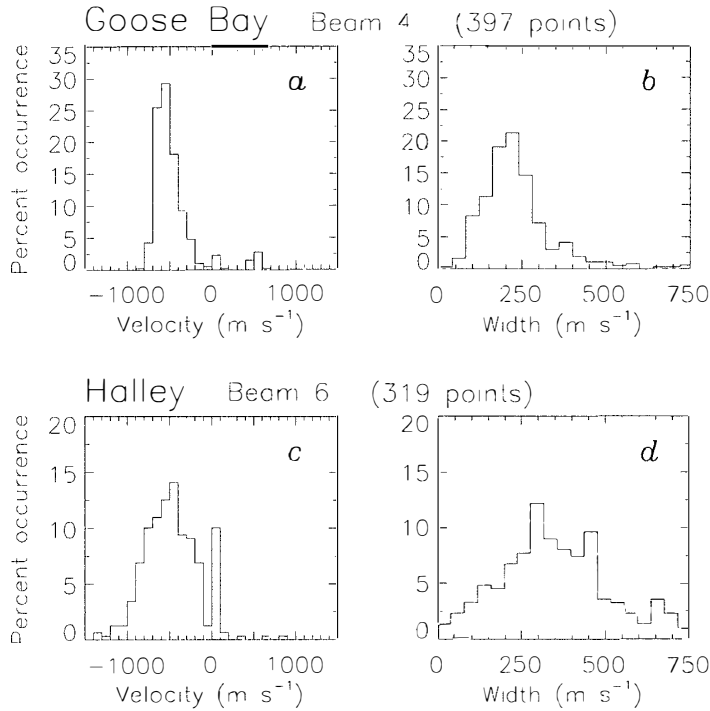 Goose Bay Beam 4 (397 points)
Percent occurrence
35
30
25
20
15
10
5
0
a
−1000 0 1000
Velocity (m s⁻¹)
35
30
25
20
15
10
5
0
b
0 250 500 750
Width (m s⁻¹)
Halley Beam 6 (319 points)
Percent occurrence
20
15
10
5
0
c
−1000 0 1000
Velocity (m s⁻¹)
20
15
10
5
0
d
0 250 500 750
Width (m s⁻¹)